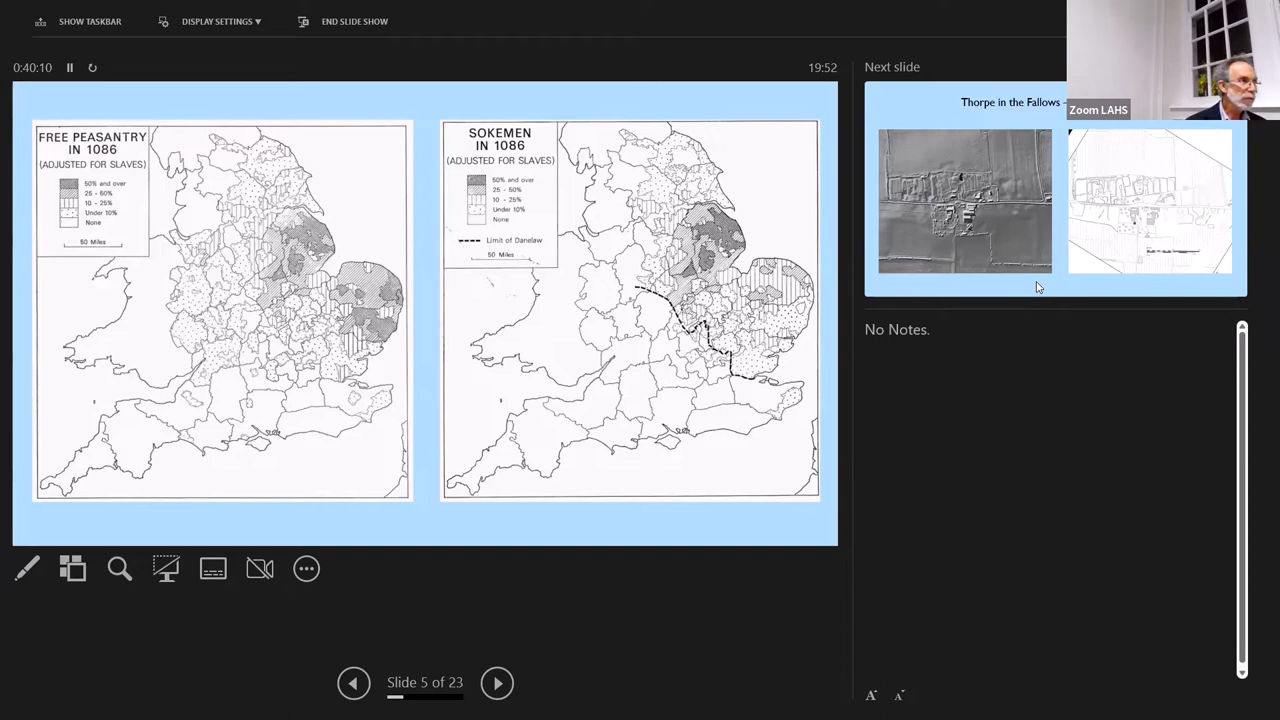 SHOW TASKBAR
DISPLAY SETTINGS ▼
END SLIDE SHOW
0:40:10
19:52
Next slide
FREE PEASANTRY
IN 1086
(ADJUSTED FOR SLAVES)
50% and over
25 - 50%
10 - 25%
Under 10%
None
50 Miles
SOKEMEN
IN 1086
(ADJUSTED FOR SLAVES)
50% and over
25 - 50%
10 - 25%
Under 10%
None
Limit of Danelaw
50 Miles
Thorpe in the Fallows -
Zoom LAHS
No Notes.
Slide 5 of 23
A
A